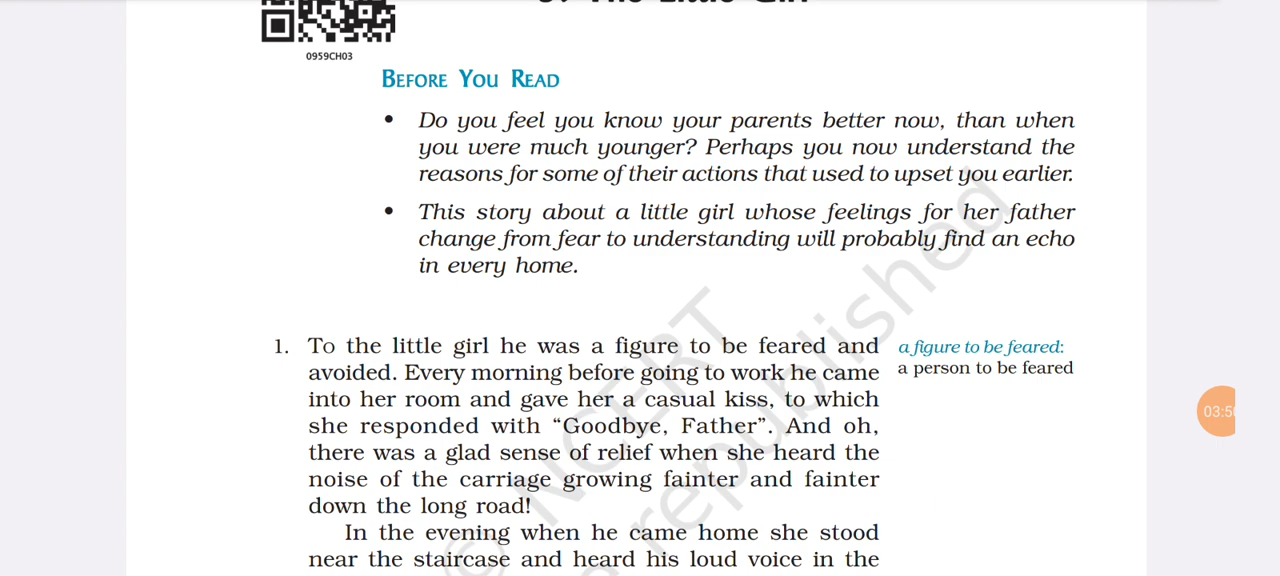 3. The Little Girl
0959CH03
BEFORE YOU READ
• Do you feel you know your parents better now, than when
you were much younger? Perhaps you now understand the
reasons for some of their actions that used to upset you earlier.
• This story about a little girl whose feelings for her father
change from fear to understanding will probably find an echo
in every home.
1. To the little girl he was a figure to be feared and
avoided. Every morning before going to work he came
into her room and gave her a casual kiss, to which
she responded with “Goodbye, Father”. And oh,
there was a glad sense of relief when she heard the
noise of the carriage growing fainter and fainter
down the long road!
In the evening when he came home she stood
near the staircase and heard his loud voice in the
a figure to be feared:
a person to be feared
© NCERT
republished